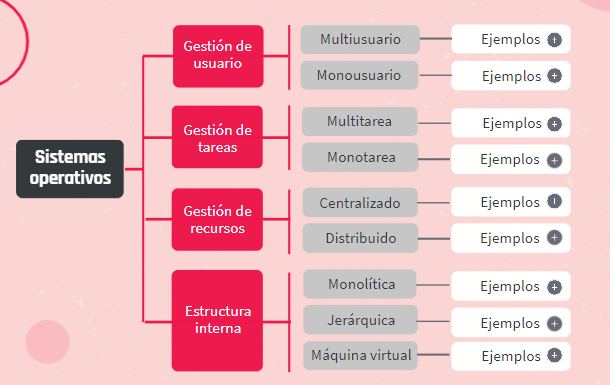 Sistemas
operativos
Gestión de
usuario
Multiusuario
Ejemplos +
Monousuario
Ejemplos +
Gestión de
tareas
Multitarea
Ejemplos +
Monotarea
Ejemplos +
Gestión de
recursos
Centralizado
Ejemplos
Distribuido
Ejemplos +
Estructura
interna
Monolítica
Ejemplos +
Jerárquica
Ejemplos +
Máquina virtual
Ejemplos +